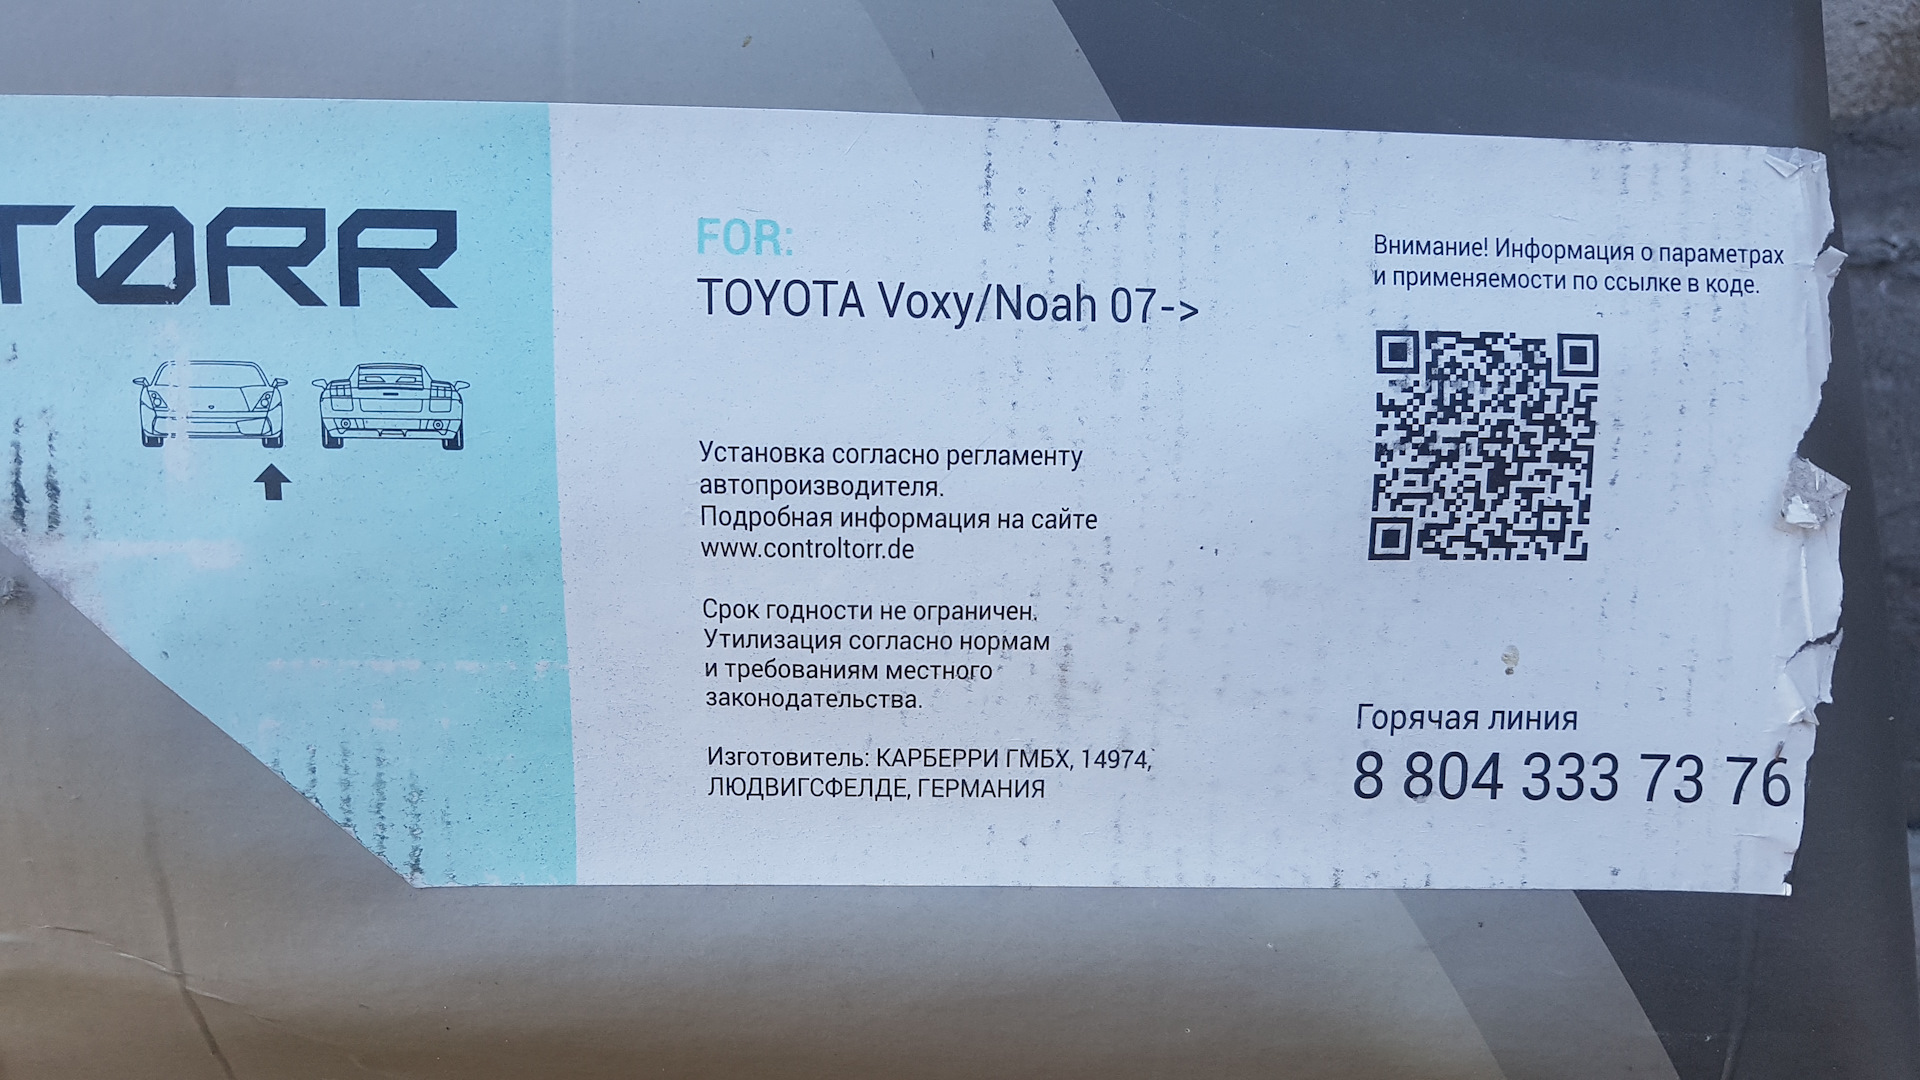 TØRR
FOR:
TOYOTA Voxy/Noah 07->
Установка согласно регламенту
автопроизводителя.
Подробная информация на сайте
www.controltorr.de
Срок годности не ограничен.
Утилизация согласно нормам
и требованиям местного
законодательства.
Изготовитель: КАРБЕРРИ ГМБХ, 14974,
ЛЮДВИГСФЕЛДЕ, ГЕРМАНИЯ
Внимание! Информация о параметрах
и применяемости по ссылке в коде.
Горячая линия
8 804 333 73 76